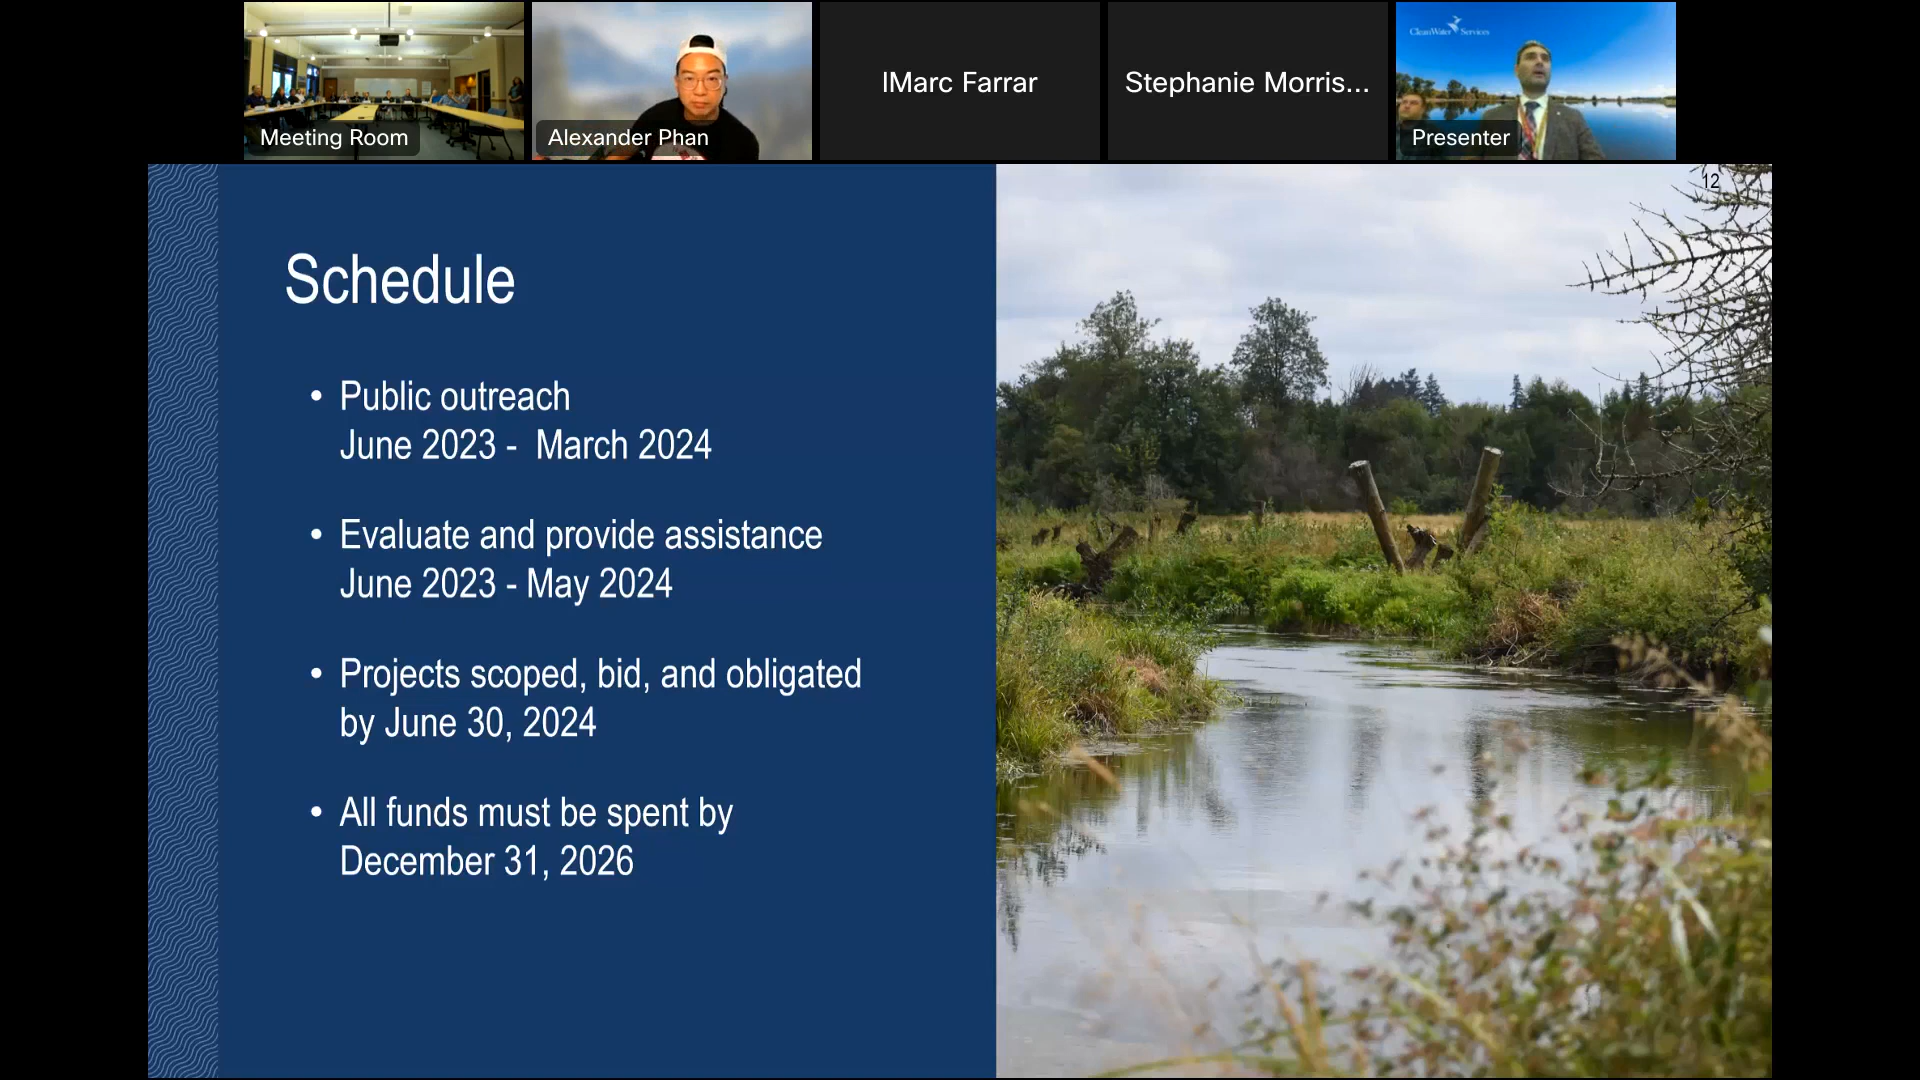 CleanWater Services
Meeting Room
Alexander Phan
IMarc Farrar
Stephanie Morris...
Presenter
12
Schedule
• Public outreach
June 2023 - March 2024
• Evaluate and provide assistance
June 2023 - May 2024
• Projects scoped, bid, and obligated
by June 30, 2024
• All funds must be spent by
December 31, 2026